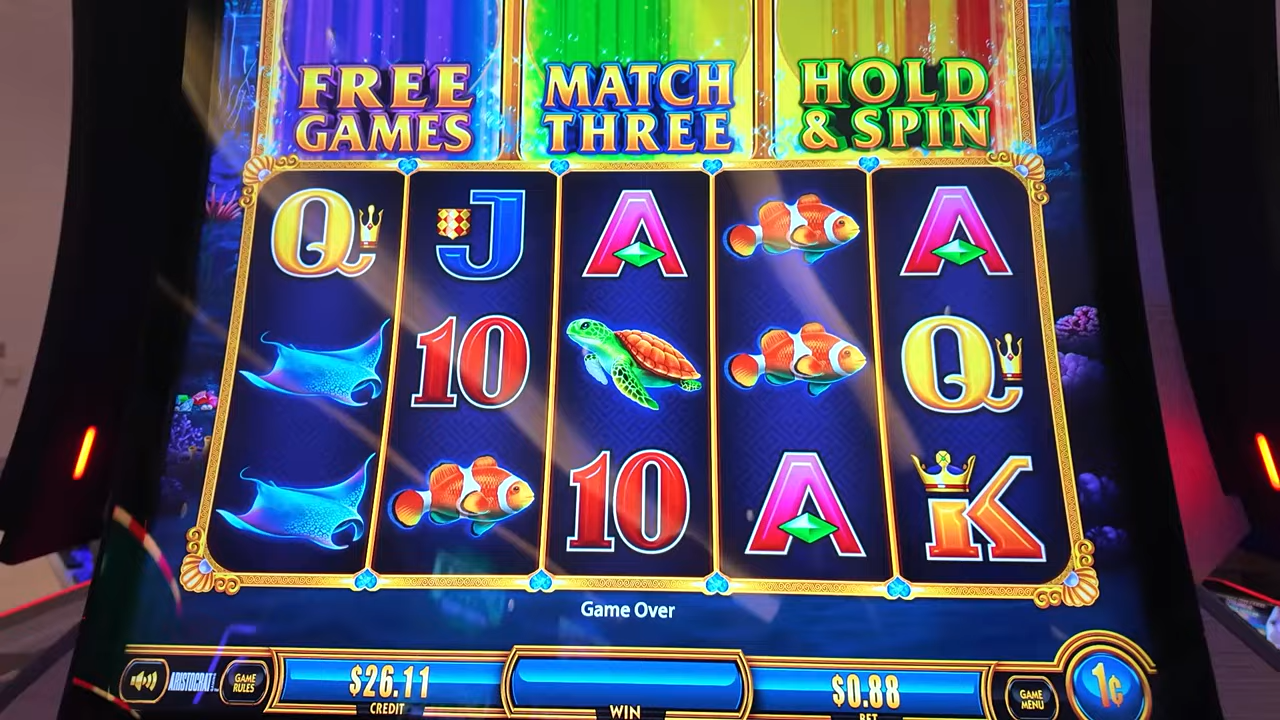 FREE
GAMES
MATCH
THREE
HOLD
& SPIN
Q J A A
10 Q
10 A K
Game Over
ARISTOCRAT
GAME
RULES
$26.11
CREDIT
WIN
$0.88
BET
GAME
MENU
1¢